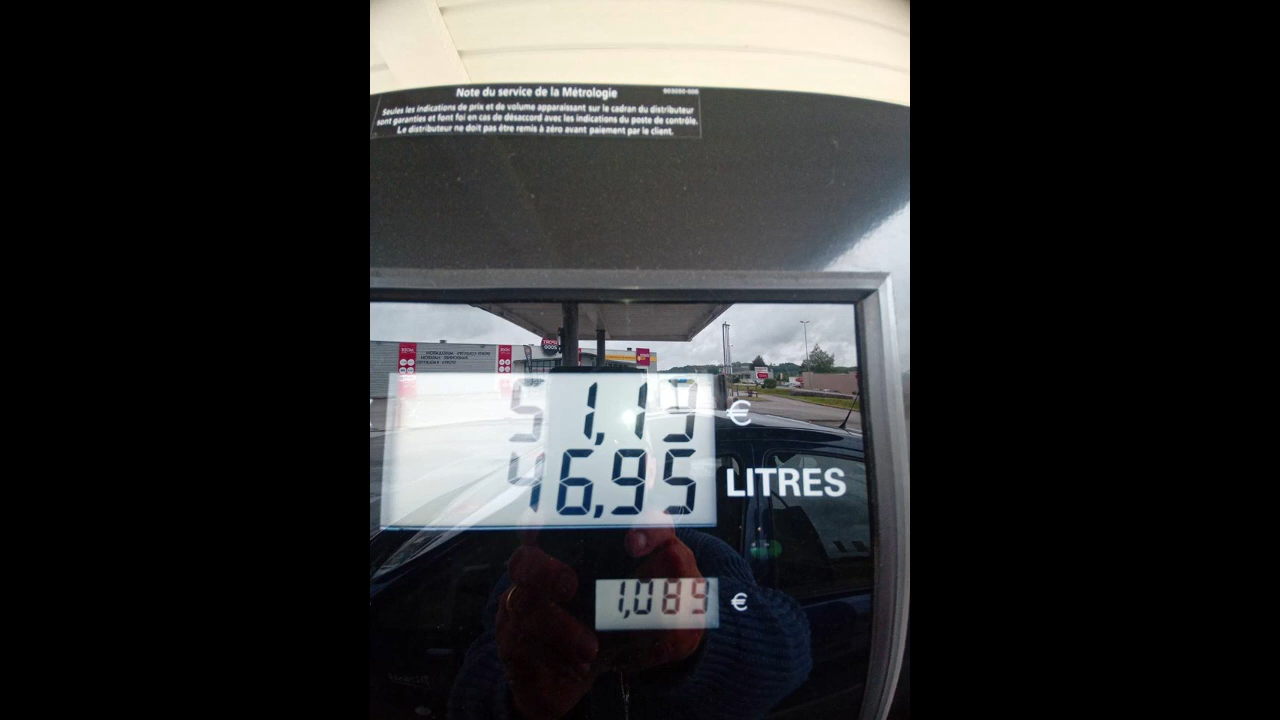 Note du service de la Métrologie
Seules les indications de prix et de volume apparaissant sur le cadran du distributeur
sont garanties et font foi en cas de désaccord avec les indications du poste de contrôle.
Le distributeur ne doit pas être remis à zéro avant paiement par le client.
51,13 €
46,95 LITRES
1,089 €